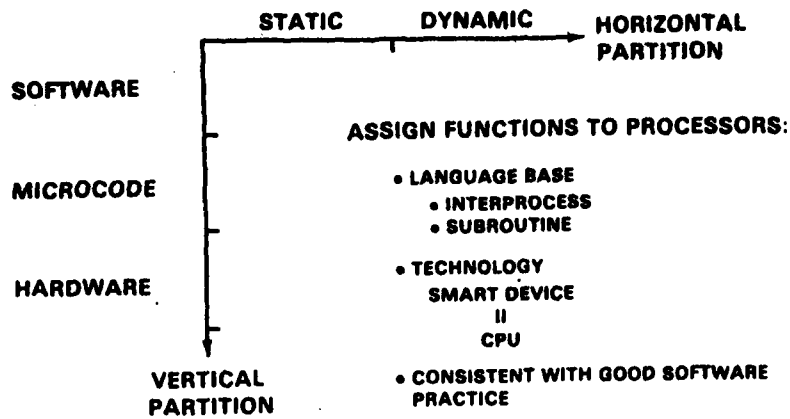 STATIC DYNAMIC HORIZONTAL
PARTITION
SOFTWARE
ASSIGN FUNCTIONS TO PROCESSORS:
MICROCODE
• LANGUAGE BASE
• INTERPROCESS
• SUBROUTINE
HARDWARE
• TECHNOLOGY
SMART DEVICE
॥
CPU
VERTICAL
PARTITION
• CONSISTENT WITH GOOD SOFTWARE
PRACTICE